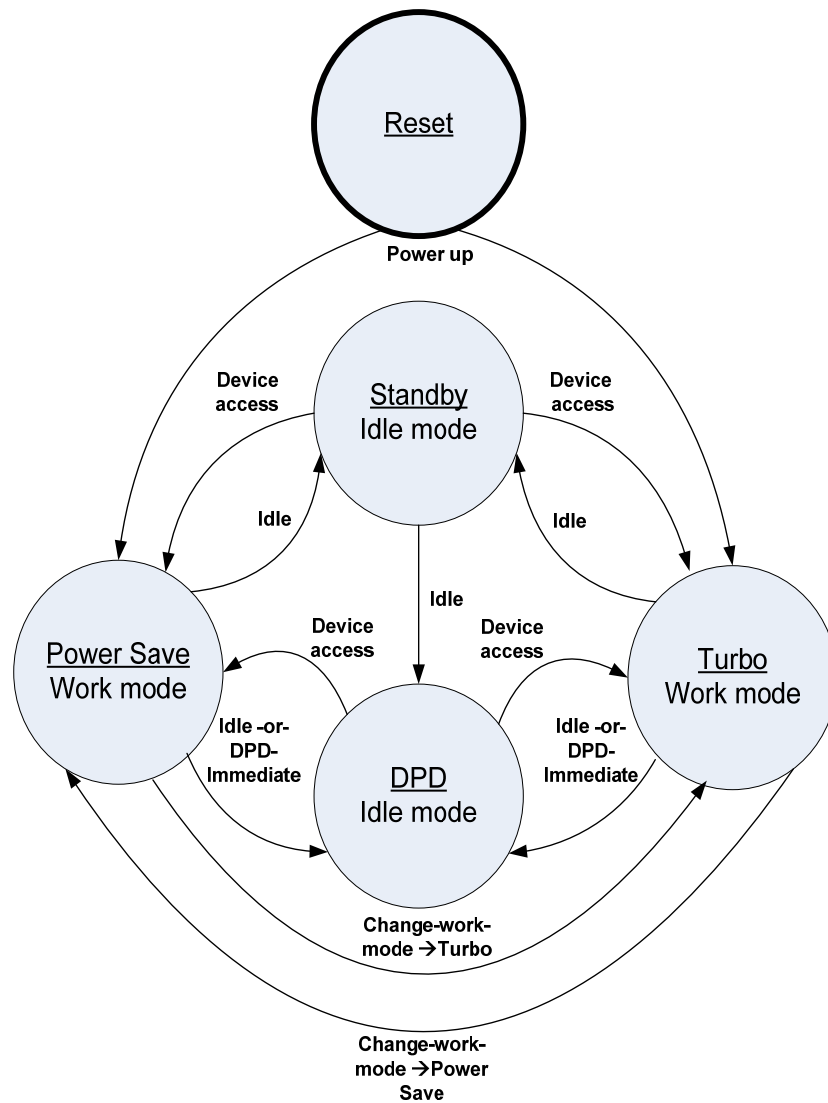 Reset
Power up
Device
access
Standby
Idle mode
Device
access
Idle
Idle
Idle
Device
access
Device
access
Power Save
Work mode
Turbo
Work mode
Idle -or-
DPD-
Immediate
DPD
Idle mode
Idle -or-
DPD-
Immediate
Change-work-
mode →Turbo
Change-work-
mode →Power
Save